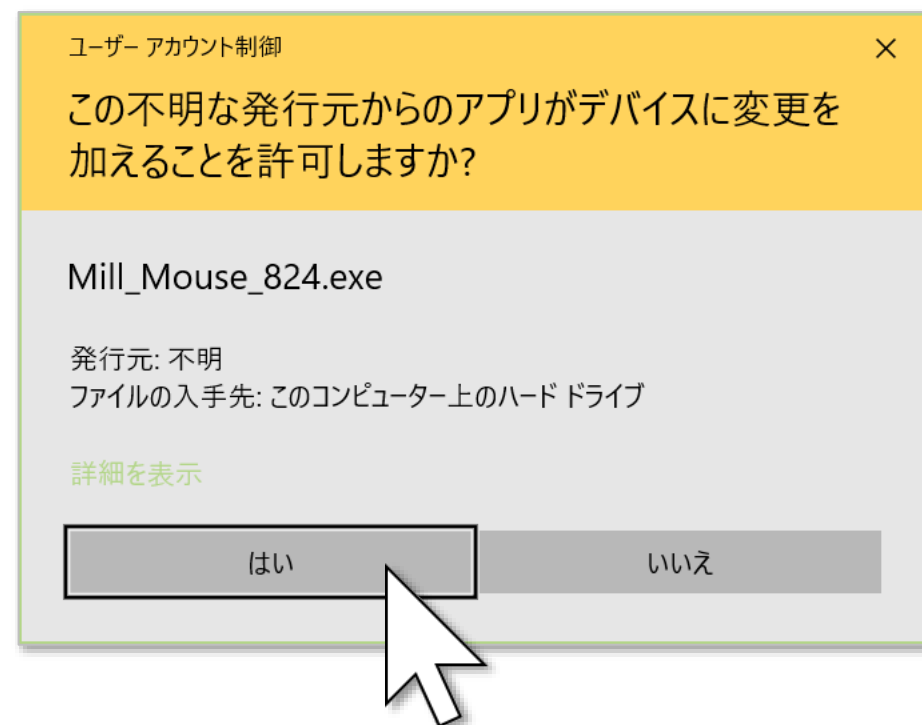 ユーザー アカウント制御
この不明な発行元からのアプリがデバイスに変更を
加えることを許可しますか?
Mill_Mouse_824.exe
発行元: 不明
ファイルの入手先: このコンピューター上のハード ドライブ
詳細を表示
はい
いいえ